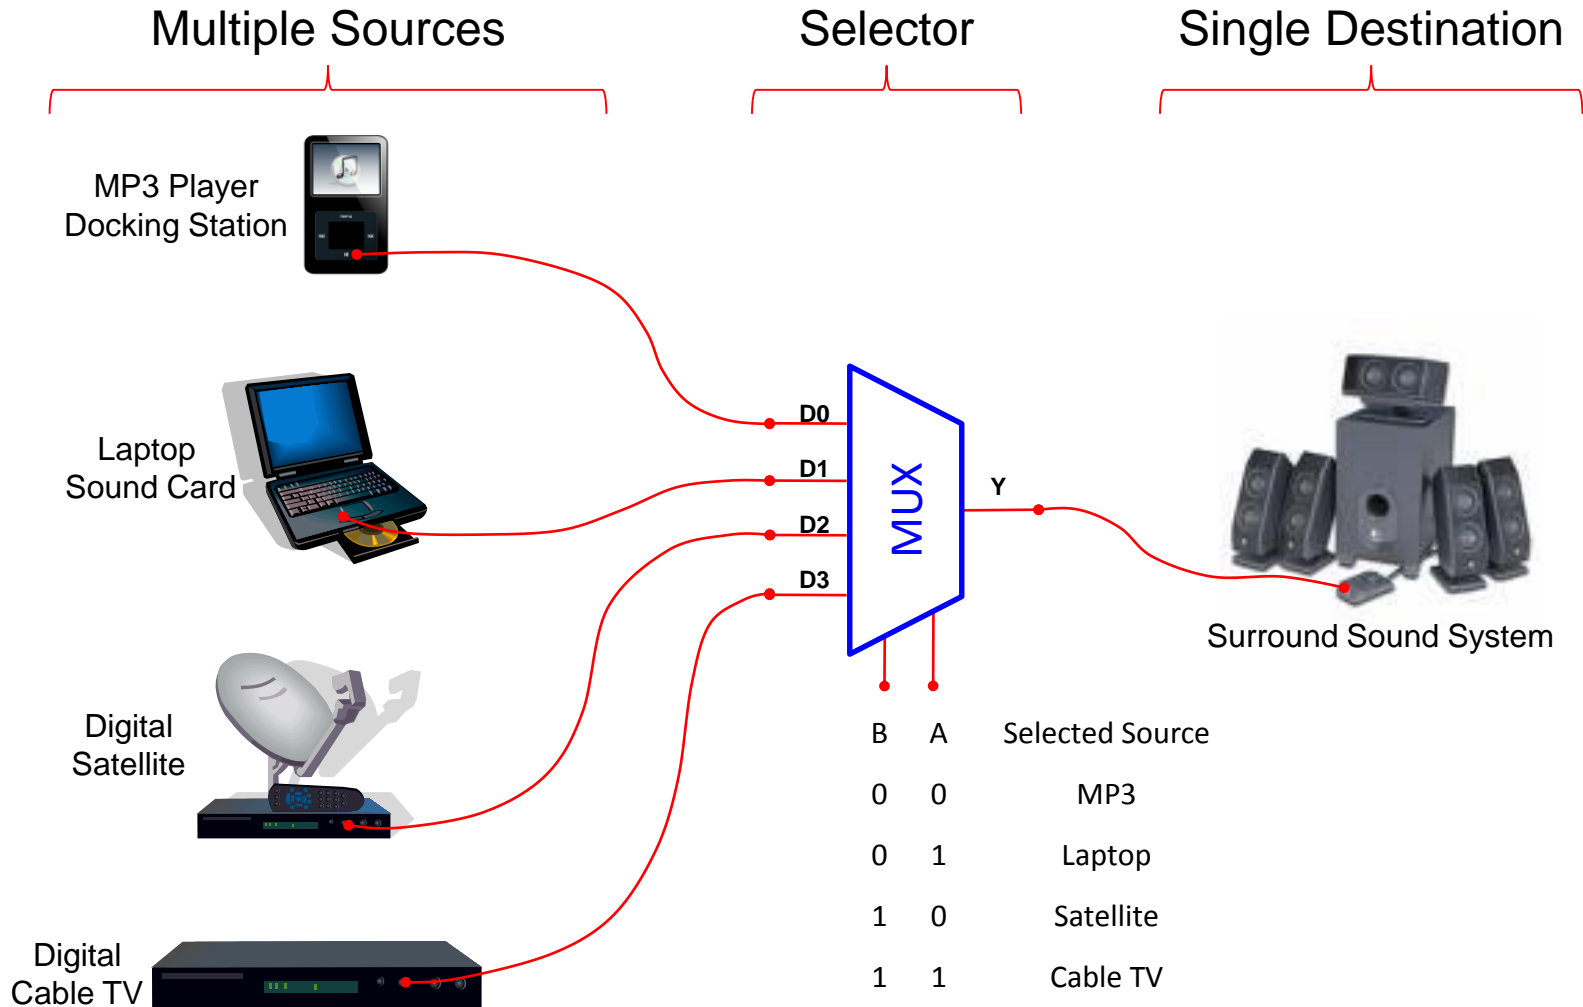 Multiple Sources
Selector
Single Destination
MP3 Player
Docking Station
Laptop
Sound Card
Digital
Satellite
Digital
Cable TV
D0
D1
D2
D3
MUX
Y
Surround Sound System
B A Selected Source
0 0 MP3
0 1 Laptop
1 0 Satellite
1 1 Cable TV